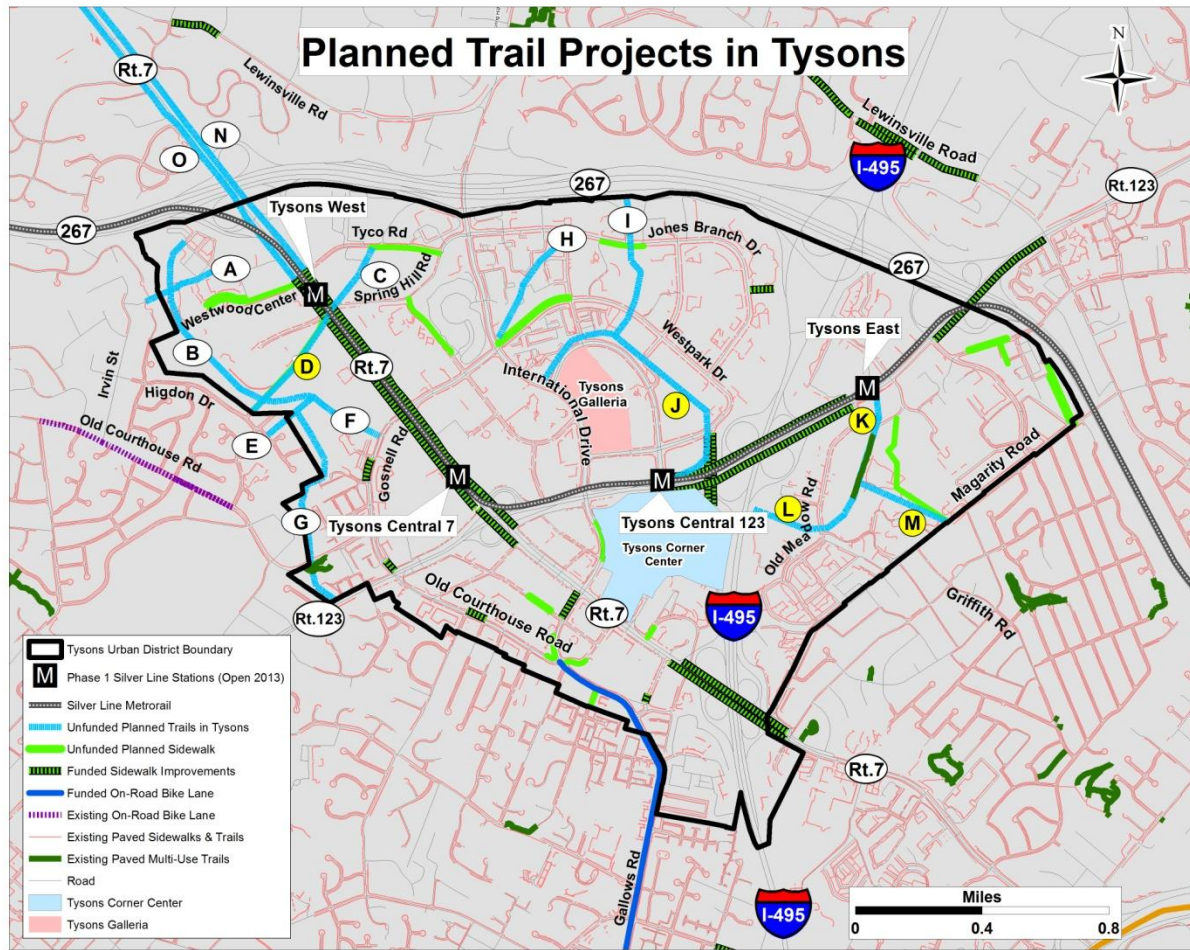 Planned Trail Projects in Tysons
N
Rt.7
Lewinsville Rd
Lewinsville Road
I-495
Rt.123
N
O
267
Tysons West
267
I
Jones Branch Dr
H
Tyco Rd
267
A
C
Spring Hill Rd
Westwood Center
M
Tysons East
B
D
Rt.7
Westpark Dr
Irvin St
Higdon Dr
International Drive
Tysons
Galleria
M
J
K
Old Courthouse Rd
E
F
Gosnell Rd
Magarity Road
M
M
L
M
Old Meadow Rd
G
Tysons Central 7
Tysons Central 123
Tysons Corner
Center
Old Courthouse Road
Rt.7
I-495
Griffith Rd
Rt.123
Rt.7
Gallows Rd
I-495
Tysons Urban District Boundary
M
Phase 1 Silver Line Stations (Open 2013)
Silver Line Metrorail
Unfunded Planned Trails in Tysons
Unfunded Planned Sidewalk
Funded Sidewalk Improvements
Funded On-Road Bike Lane
Existing On-Road Bike Lane
Existing Paved Sidewalks & Trails
Existing Paved Multi-Use Trails
Road
Tysons Corner Center
Tysons Galleria
Miles
0
0.4
0.8